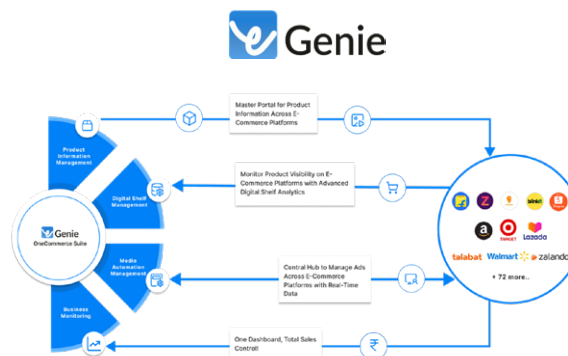 Genie
Master Portal for Product
Information Across E-
Commerce Platforms
Product
Information
Management
Monitor Product Visibility on E-
Commerce Platforms with Advanced
Digital Shelf Analytics
Digital Shelf
Management
Genie
OneCommerce Suite
blinkit
a
TARGET
Lazada
talabat
Walmart
zalando
+ 72 more..
Media
Automation
Management
Central Hub to Manage Ads
Across E-Commerce
Platforms with Real-Time
Data
Business
Monitoring
One Dashboard, Total Sales
Controll